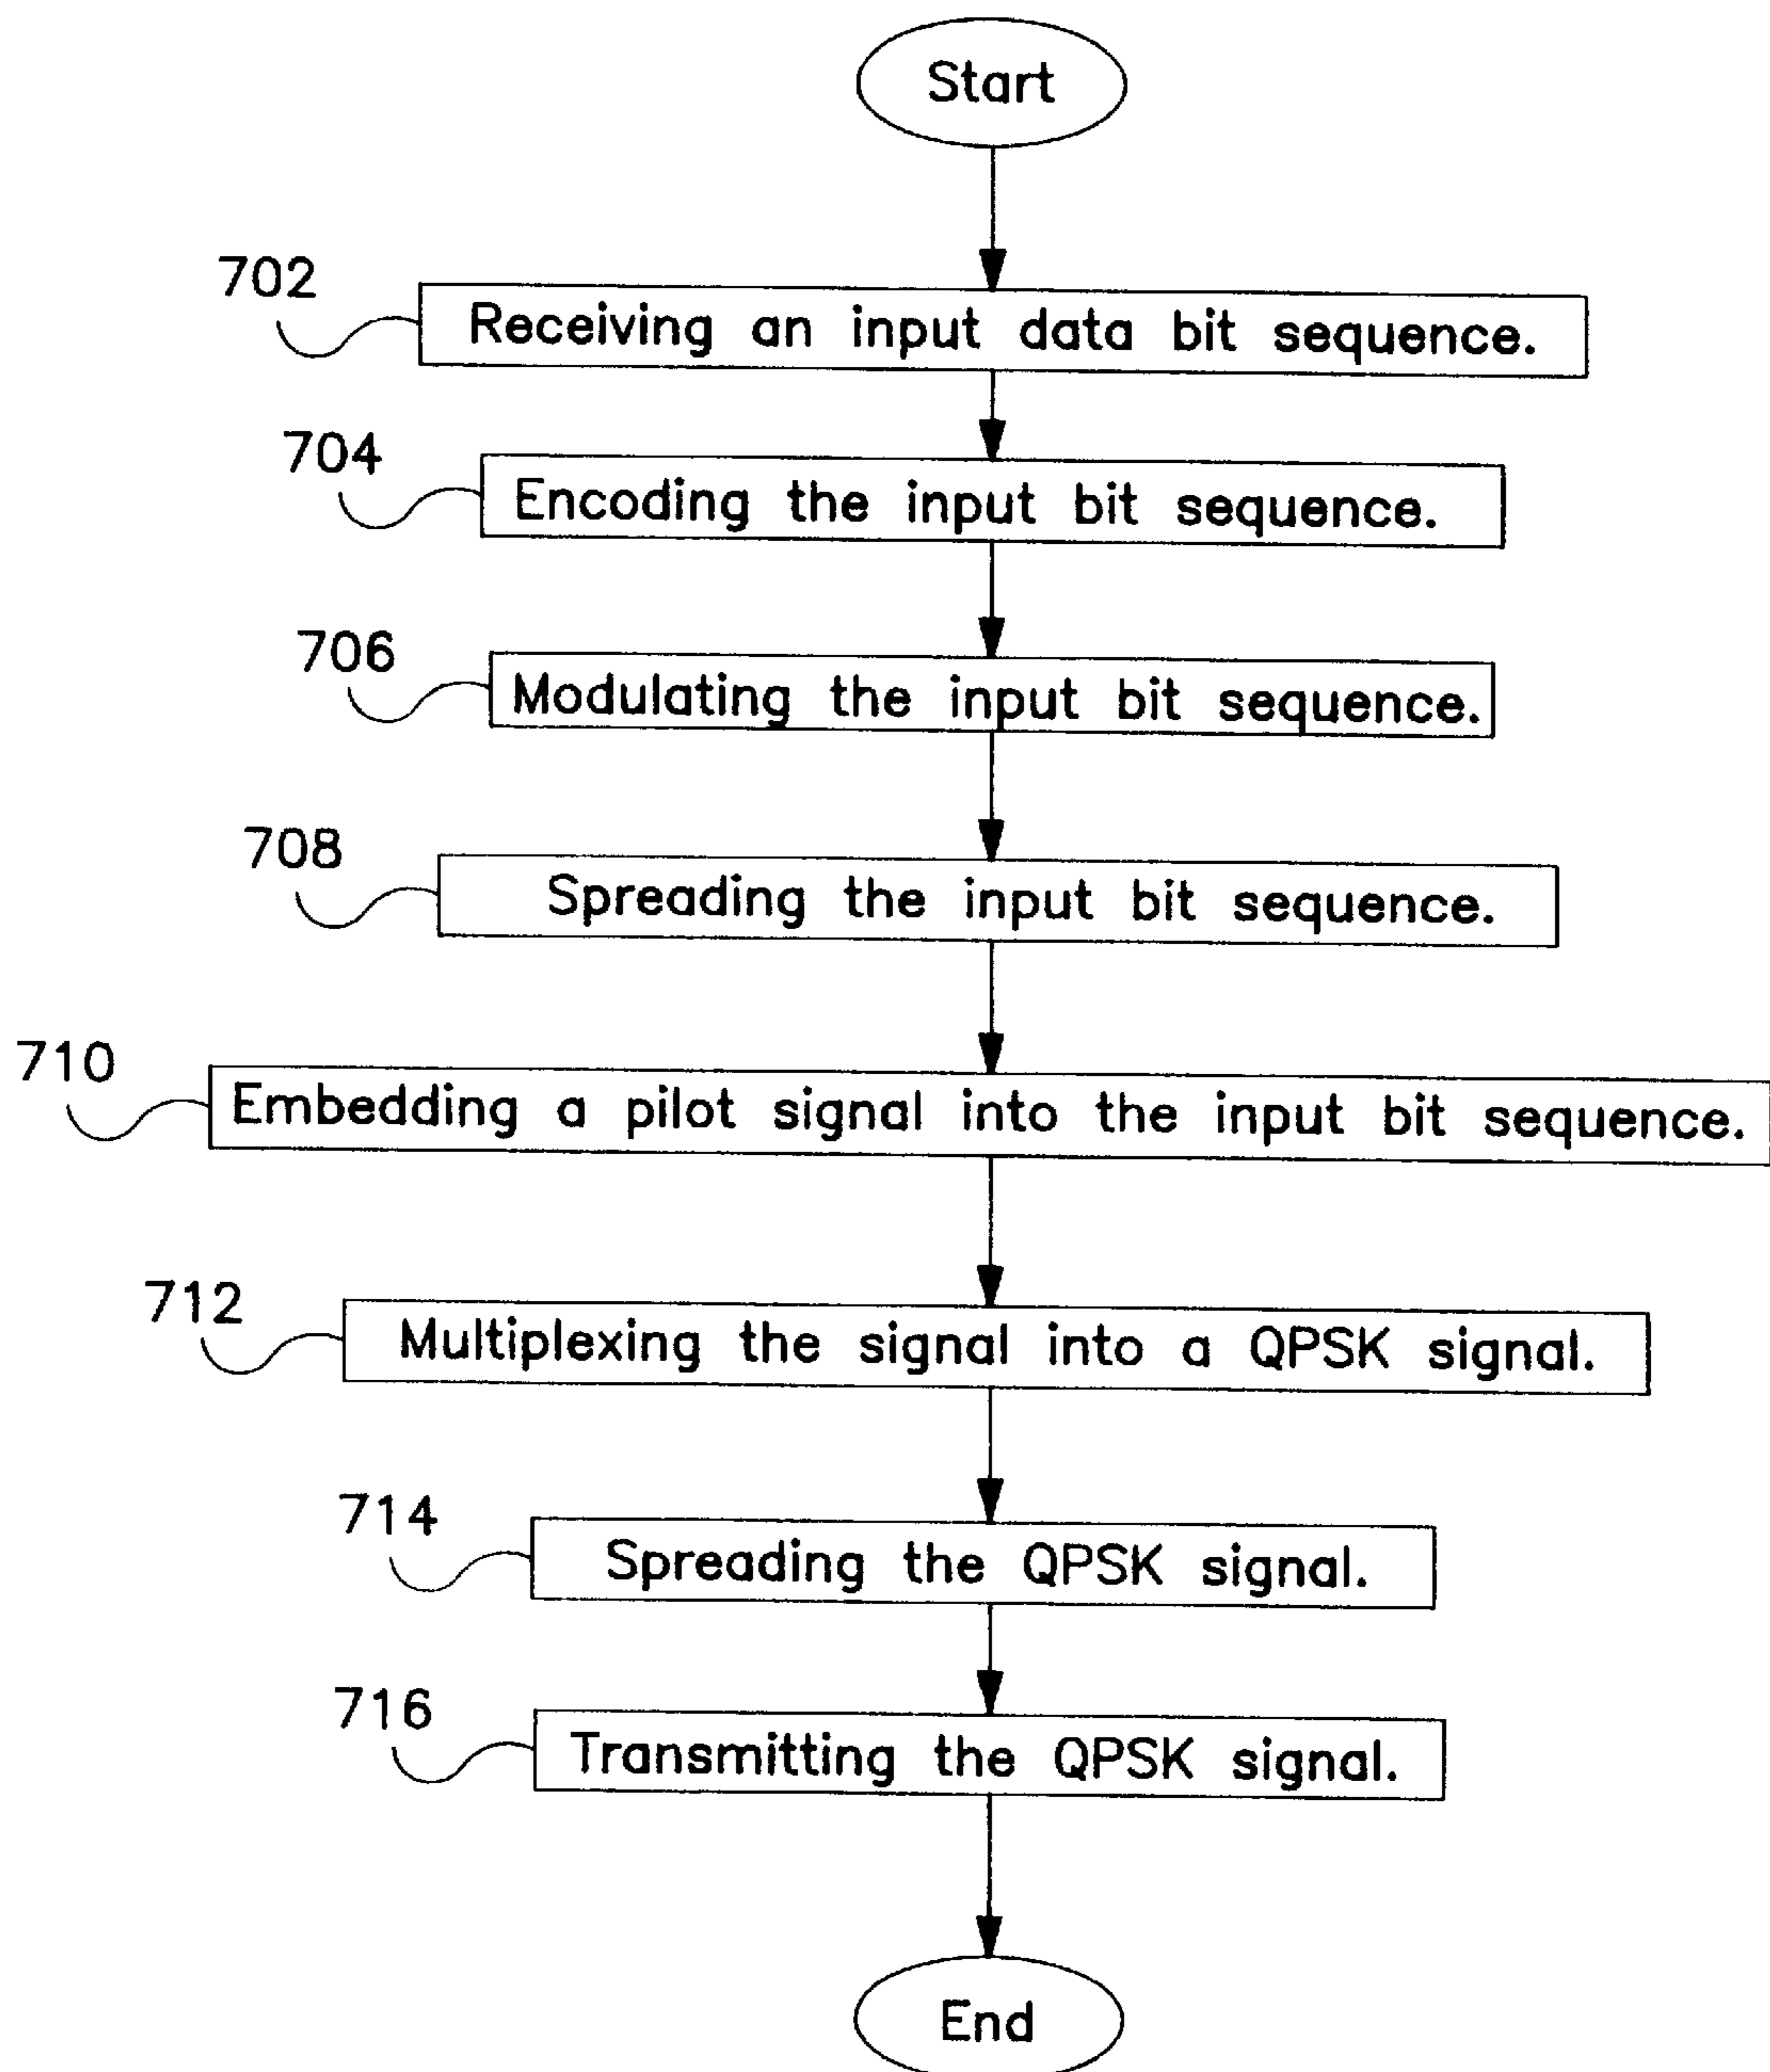 Start
702
Receiving an input data bit sequence.
704
Encoding the input bit sequence.
706
Modulating the input bit sequence.
708
Spreading the input bit sequence.
710
Embedding a pilot signal into the input bit sequence.
712
Multiplexing the signal into a QPSK signal.
714
Spreading the QPSK signal.
716
Transmitting the QPSK signal.
End